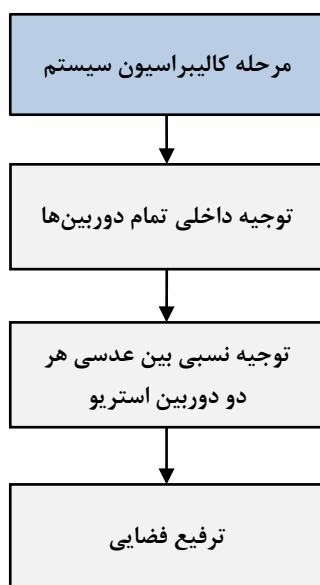 مرحله کالیبراسیون سیستم
توجیه داخلی تمام دوربین‌ها
توجیه نسبی بین عدسی هر
دو دوربین استریو
ترفیع فضایی